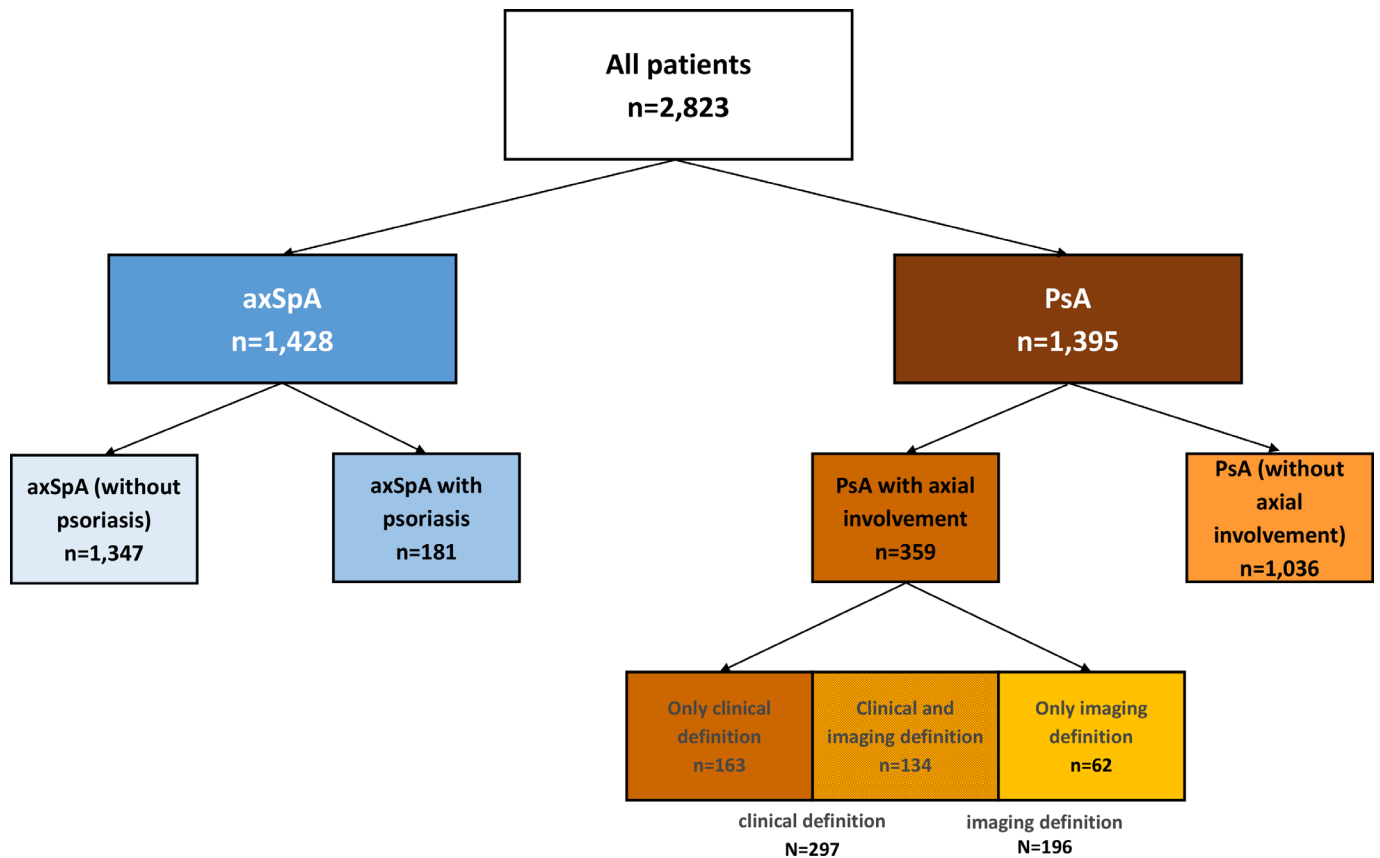 All patients
n=2,823
axSpA
n=1,428
PsA
n=1,395
axSpA (without
psoriasis)
n=1,347
axSpA with
psoriasis
n=181
PsA with axial
involvement
n=359
PsA (without
axial
involvement)
n=1,036
Only clinical
definition
n=163
Clinical and
imaging definition
n=134
Only imaging
definition
n=62
clinical definition
N=297
imaging definition
N=196